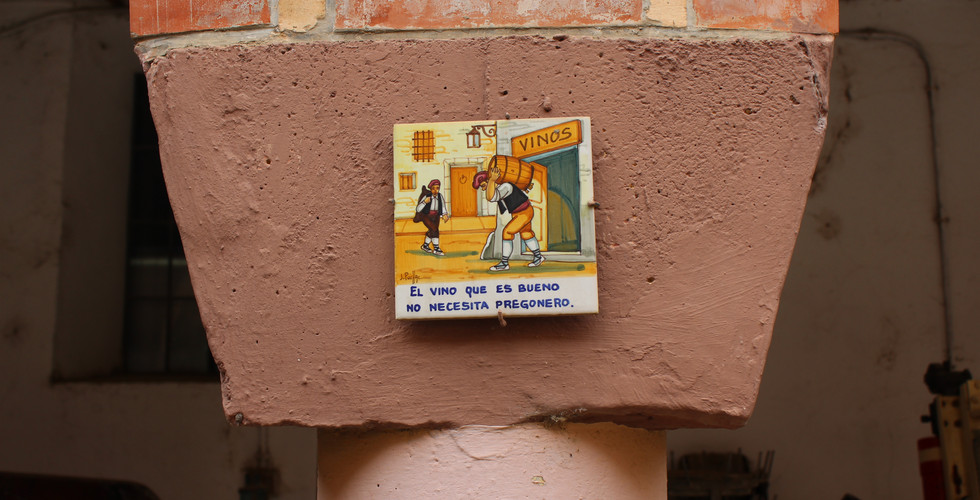 VINOS
EL VINO QUE ES BUENO
NO NECESITA PREGONERO.